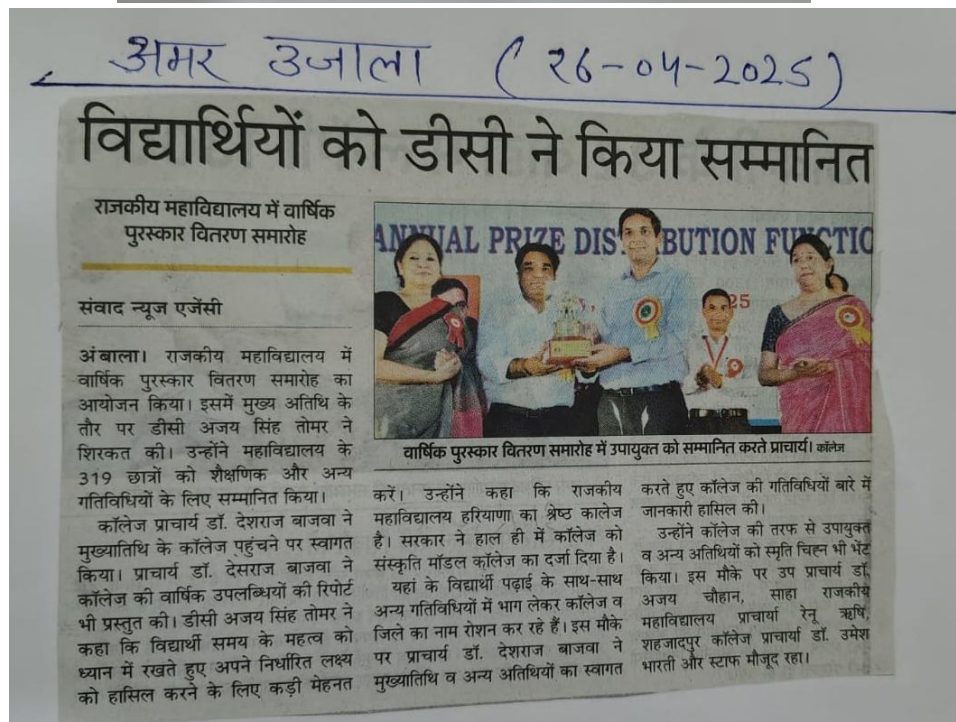 अमर उजाला (26-04-2025)
विद्यार्थियों को डीसी ने किया सम्मानित
राजकीय महाविद्यालय में वार्षिक
पुरस्कार वितरण समारोह
संवाद न्यूज एजेंसी
अंबाला। राजकीय महाविद्यालय में
वार्षिक पुरस्कार वितरण समारोह का
आयोजन किया। इसमें मुख्य अतिथि के
तौर पर डीसी अजय सिंह तोमर ने
शिरकत की। उन्होंने महाविद्यालय के
319 छात्रों को शैक्षणिक और अन्य
गतिविधियों के लिए सम्मानित किया।
कॉलेज प्राचार्य डॉ. देशराज बाजवा ने
मुख्यातिथि के कॉलेज पहुंचने पर स्वागत
किया। प्राचार्य डॉ. देसराज बाजवा ने
कॉलेज की वार्षिक उपलब्धियों की रिपोर्ट
भी प्रस्तुत की। डीसी अजय सिंह तोमर ने
कहा कि विद्यार्थी समय के महत्व को
ध्यान में रखते हुए अपने निर्धारित लक्ष्य
को हासिल करने के लिए कड़ी मेहनत
ANNUAL PRIZE DISTRIBUTION FUNCTIO
25
वार्षिक पुरस्कार वितरण समारोह में उपायुक्त को सम्मानित करते प्राचार्य। कॉलेज
करें। उन्होंने कहा कि राजकीय
महाविद्यालय हरियाणा का श्रेष्ठ कालेज
है। सरकार ने हाल ही में कॉलेज को
संस्कृति मॉडल कॉलेज का दर्जा दिया है।
यहां के विद्यार्थी पढ़ाई के साथ-साथ
अन्य गतिविधियों में भाग लेकर कॉलेज व
जिले का नाम रोशन कर रहे हैं। इस मौके
पर प्राचार्य डॉ. देशराज बाजवा ने
मुख्यातिथि व अन्य अतिथियों का स्वागत
करते हुए कॉलेज की गतिविधियों बारे में
जानकारी हासिल की।
उन्होंने कॉलेज की तरफ से उपायुक्त
व अन्य अतिथियों को स्मृति चिह्न भी भेंट
किया। इस मौके पर उप प्राचार्य डॉ.
अजय चौहान, साहा राजकीय
महाविद्यालय प्राचार्या रेनू ऋषि,
शहजादपुर कॉलेज प्राचार्या डॉ. उमेश
भारती और स्टाफ मौजूद रहा।